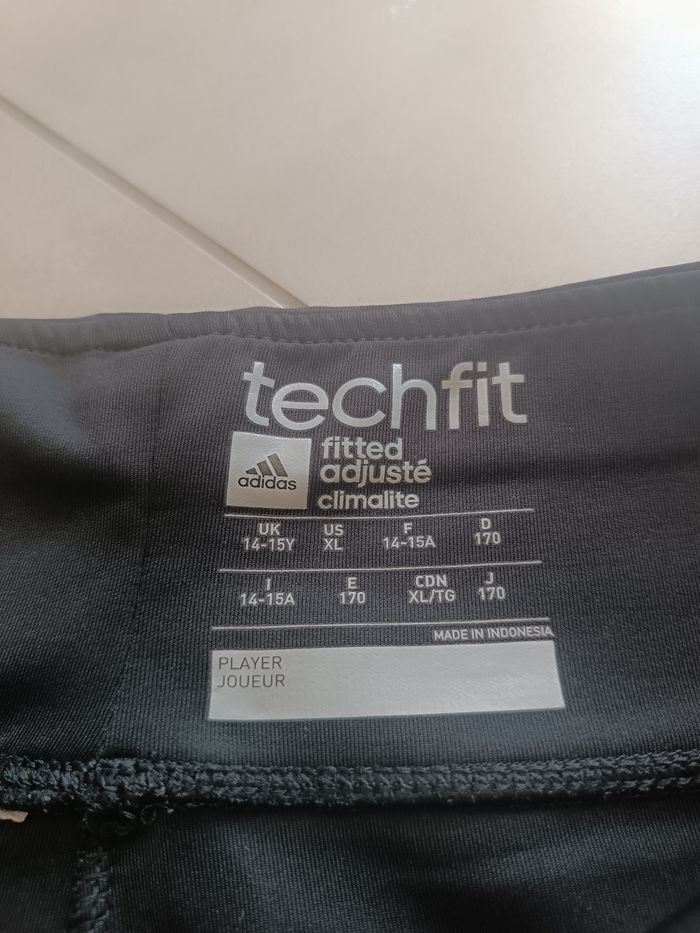 techfit
adidas
fitted
adjusté
climalite
UK US F D
14-15Y XL 14-15A 170
I E CDN J
14-15A 170 XL/TG 170
MADE IN INDONESIA
PLAYER
JOUEUR